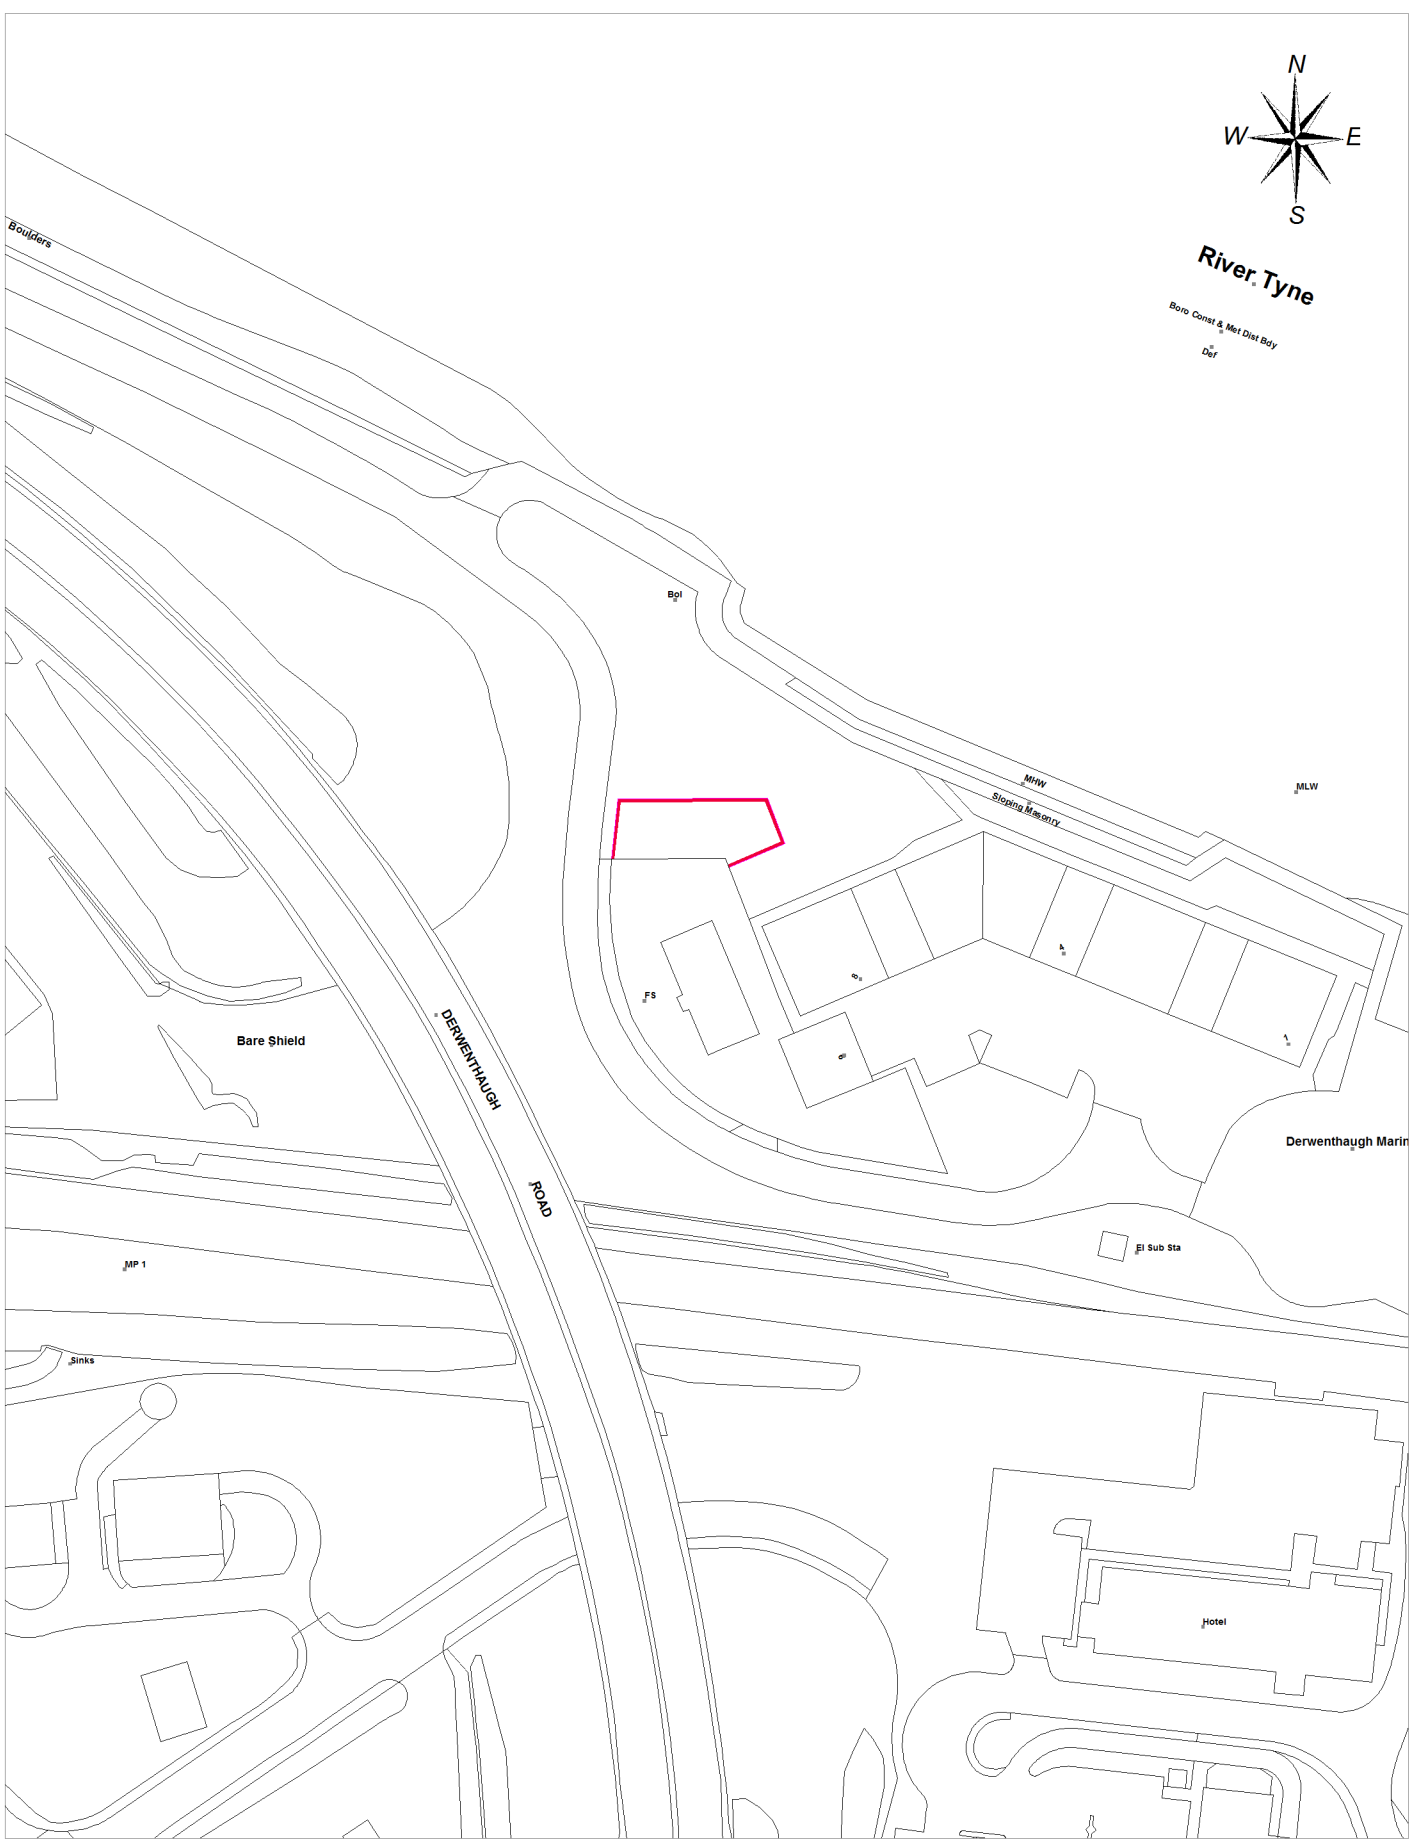 N
W E
S
Boulders
River Tyne
Boro Const & Met Dist Bdy
Def
Bol
MHW
MLW
Sloping Masonry
4
8
FS
DERWENTHAUGH
Bare Shield
1
9
Derwenthaugh Marin
ROAD
El Sub Sta
MP 1
Sinks
Hotel